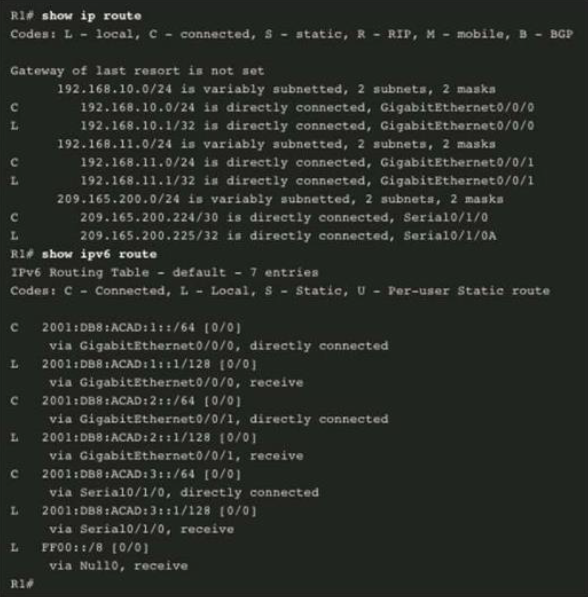 R1# show ip route
Codes: L - local, C - connected, S - static, R - RIP, M - mobile, B - BGP
Gateway of last resort is not set
192.168.10.0/24 is variably subnetted, 2 subnets, 2 masks
C 192.168.10.0/24 is directly connected, GigabitEthernet0/0/0
L 192.168.10.1/32 is directly connected, GigabitEthernet0/0/0
192.168.11.0/24 is variably subnetted, 2 subnets, 2 masks
C 192.168.11.0/24 is directly connected, GigabitEthernet0/0/1
L 192.168.11.1/32 is directly connected, GigabitEthernet0/0/1
209.165.200.0/24 is variably subnetted, 2 subnets, 2 masks
C 209.165.200.224/30 is directly connected, Serial0/1/0
L 209.165.200.225/32 is directly connected, Serial0/1/0A
R1# show ipv6 route
IPv6 Routing Table - default - 7 entries
Codes: C - Connected, L - Local, S - Static, U - Per-user Static route
C 2001:DB8:ACAD:1::/64 [0/0]
via GigabitEthernet0/0/0, directly connected
L 2001:DB8:ACAD:1::1/128 [0/0]
via GigabitEthernet0/0/0, receive
C 2001:DB8:ACAD:2::/64 [0/0]
via GigabitEthernet0/0/1, directly connected
L 2001:DB8:ACAD:2::1/128 [0/0]
via GigabitEthernet0/0/1, receive
C 2001:DB8:ACAD:3::/64 [0/0]
via Serial0/1/0, directly connected
L 2001:DB8:ACAD:3::1/128 [0/0]
via Serial0/1/0, receive
L FF00::/8 [0/0]
via Null0, receive
R1#